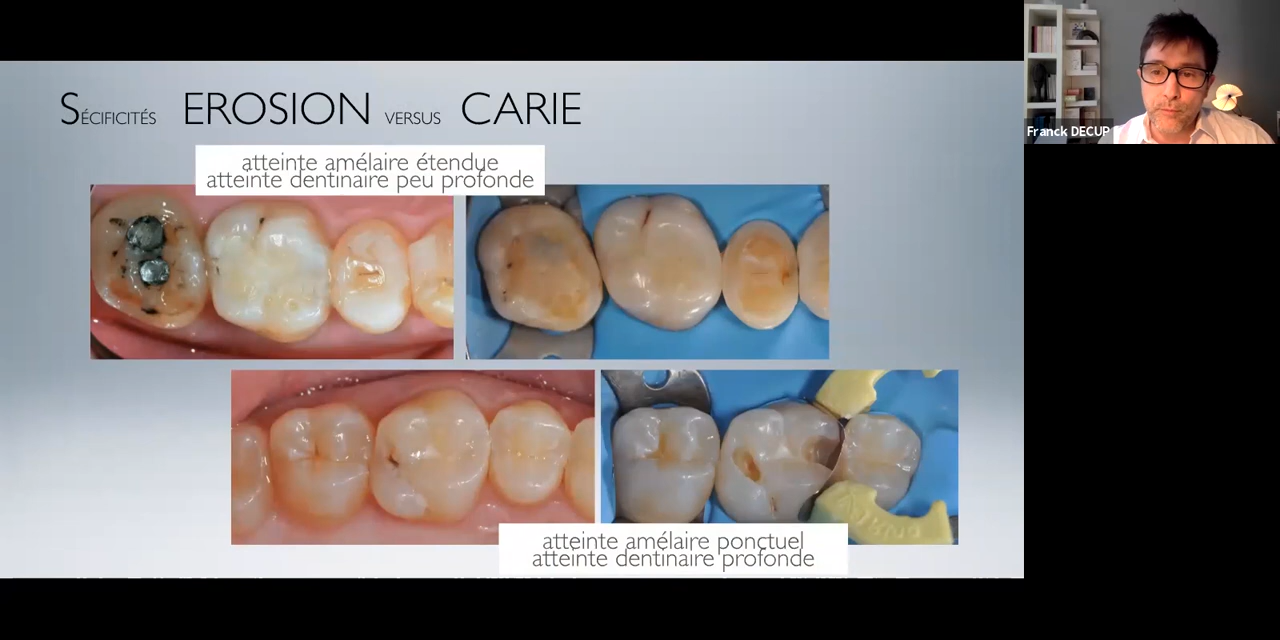 SÉCIFICITÉS EROSION VERSUS CARIE
atteinte amélaire étendue
atteinte dentinaire peu profonde
atteinte amélaire ponctuel
atteinte dentinaire profonde
Franck DECUP